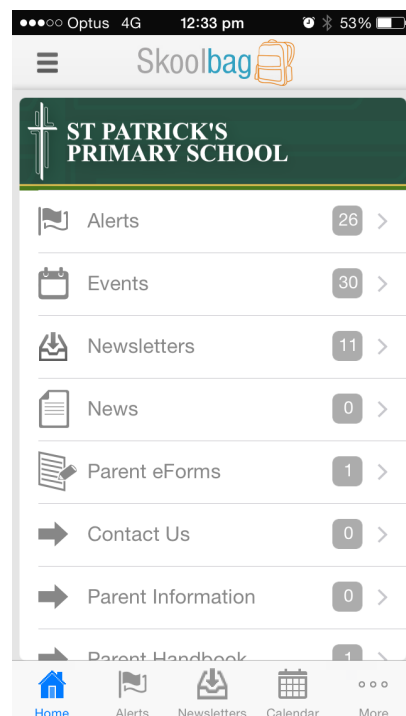 Optus 4G 12:33 pm 53%
Skoolbag
ST PATRICK'S
PRIMARY SCHOOL
Alerts 26
Events 30
Newsletters 11
News 0
Parent eForms 1
Contact Us 0
Parent Information 0
Parent Handbook 1
Home Alerts Newsletters Calendar More